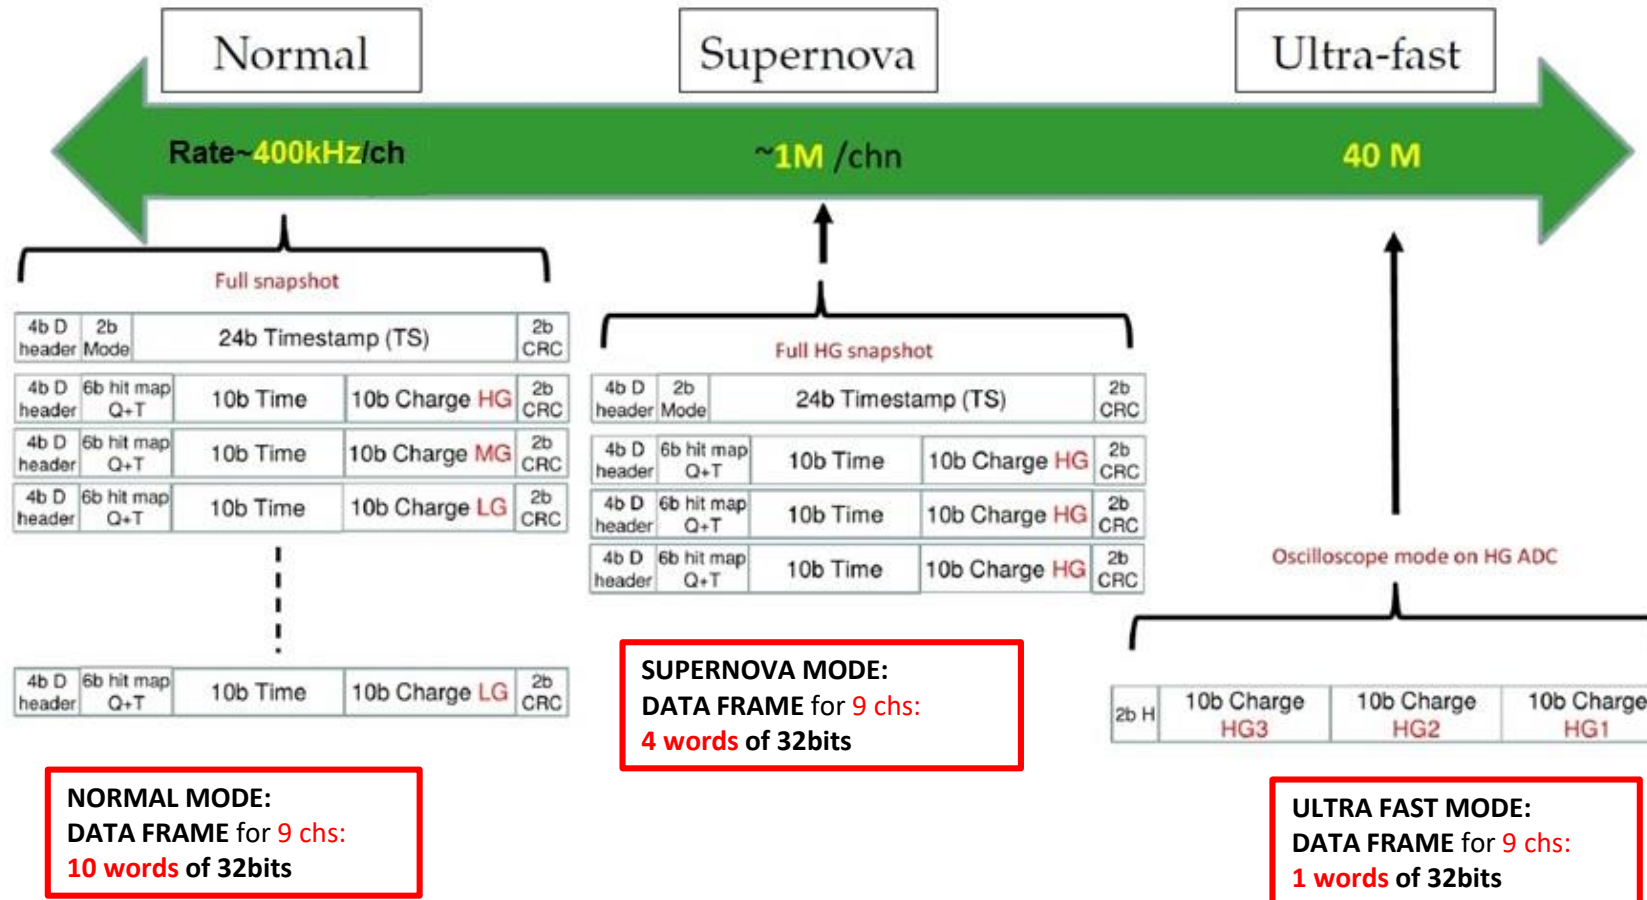 Normal
Supernova
Ultra-fast
Rate~400kHz/ch
~1M /chn
40 M
Full snapshot
4b D header
2b Mode
24b Timestamp (TS)
2b CRC
4b D header
6b hit map Q+T
10b Time
10b Charge HG
2b CRC
4b D header
6b hit map Q+T
10b Time
10b Charge MG
2b CRC
4b D header
6b hit map Q+T
10b Time
10b Charge LG
2b CRC
4b D header
6b hit map Q+T
10b Time
10b Charge LG
2b CRC
NORMAL MODE:
DATA FRAME for 9 chs:
10 words of 32bits
Full HG snapshot
4b D header
2b Mode
24b Timestamp (TS)
2b CRC
4b D header
6b hit map Q+T
10b Time
10b Charge HG
2b CRC
4b D header
6b hit map Q+T
10b Time
10b Charge HG
2b CRC
4b D header
6b hit map Q+T
10b Time
10b Charge HG
2b CRC
SUPERNOVA MODE:
DATA FRAME for 9 chs:
4 words of 32bits
Oscilloscope mode on HG ADC
2b H
10b Charge HG3
10b Charge HG2
10b Charge HG1
ULTRA FAST MODE:
DATA FRAME for 9 chs:
1 words of 32bits